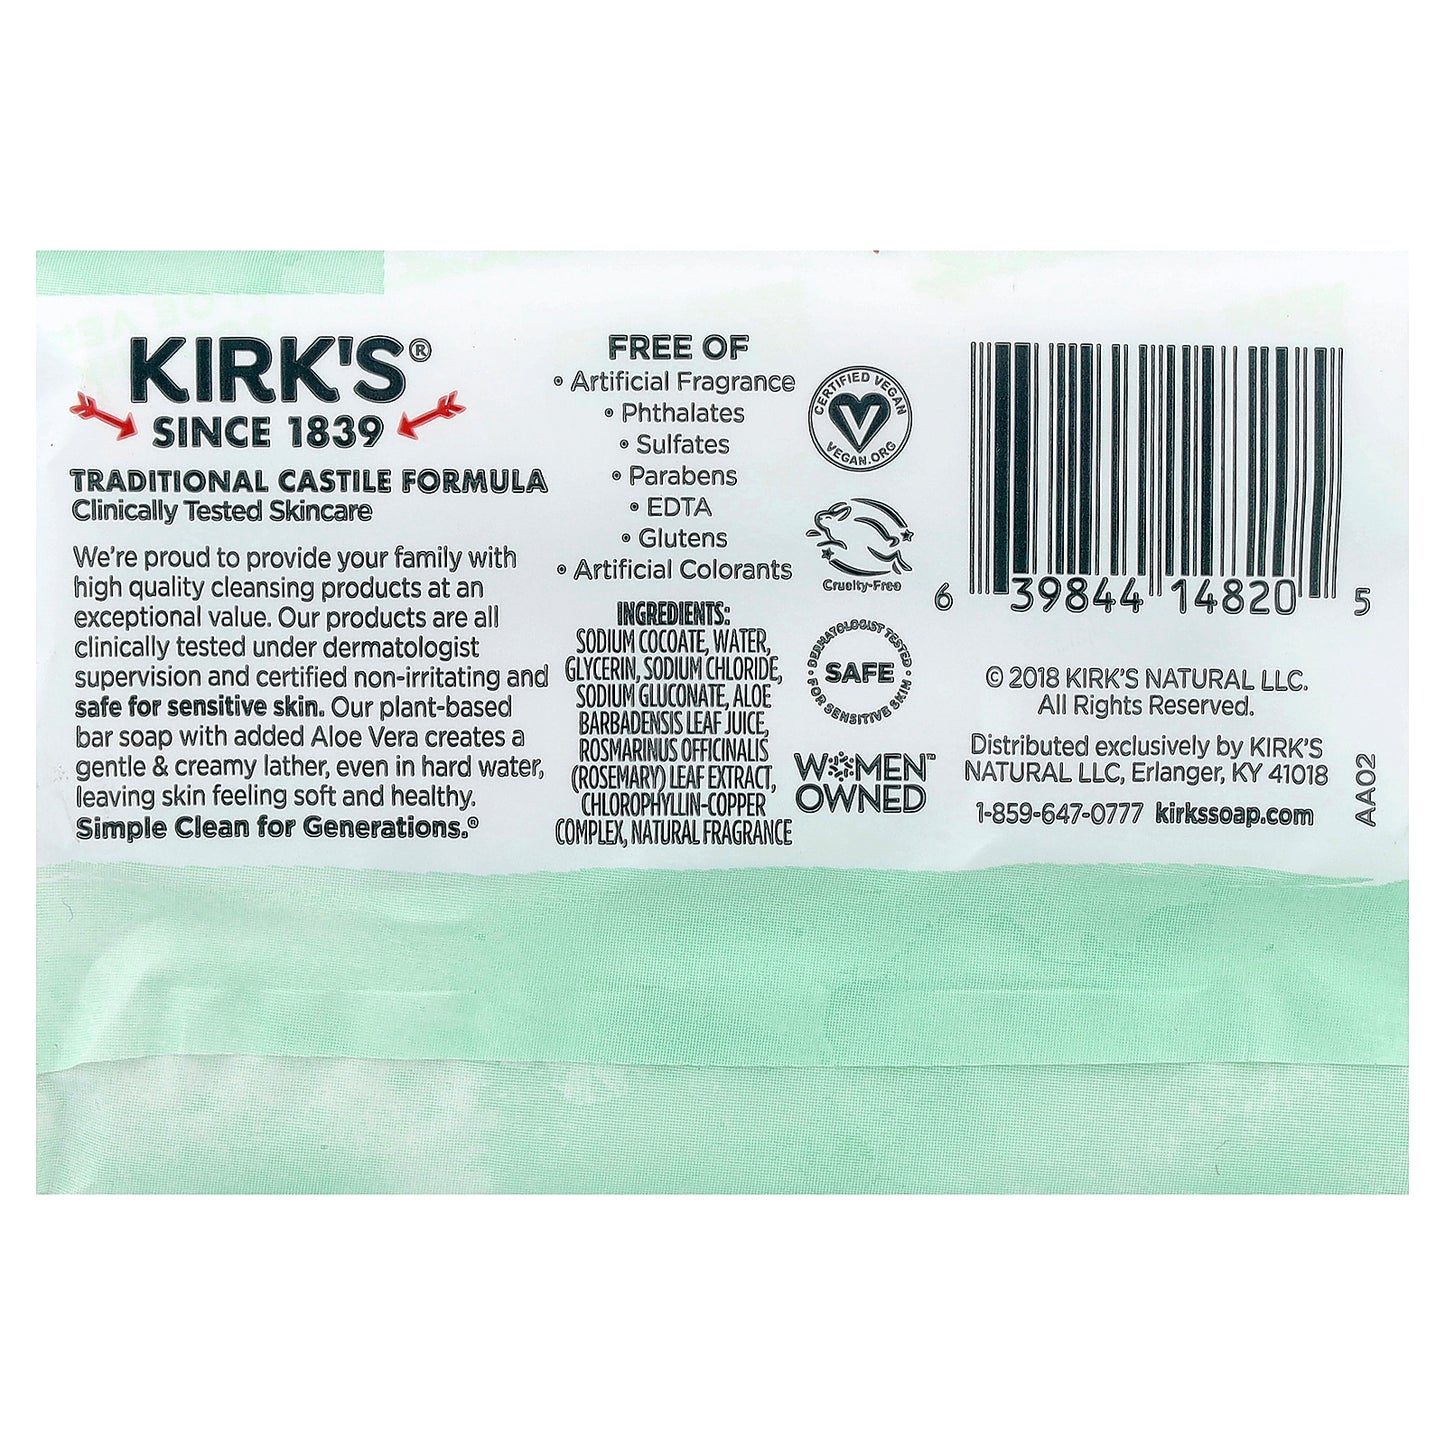 KIRK'S®
SINCE 1839
TRADITIONAL CASTILE FORMULA
Clinically Tested Skincare
We're proud to provide your family with
high quality cleansing products at an
exceptional value. Our products are all
clinically tested under dermatologist
supervision and certified non-irritating and
safe for sensitive skin. Our plant-based
bar soap with added Aloe Vera creates a
gentle & creamy lather, even in hard water,
leaving skin feeling soft and healthy.
Simple Clean for Generations.®
FREE OF
• Artificial Fragrance
• Phthalates
• Sulfates
• Parabens
• EDTA
• Glutens
• Artificial Colorants
INGREDIENTS:
SODIUM COCOATE, WATER,
GLYCERIN, SODIUM CHLORIDE,
SODIUM GLUCONATE, ALOE
BARBADENSIS LEAF JUICE,
ROSMARINUS OFFICINALIS
(ROSEMARY) LEAF EXTRACT,
CHLOROPHYLLIN-COPPER
COMPLEX, NATURAL FRAGRANCE
CERTIFIED VEGAN
V
VEGAN.ORG
Cruelty-Free
• DERMATOLOGIST TESTED •
SAFE
FOR SENSITIVE SKIN
WOMEN™
OWNED
6 39844 14820 5
© 2018 KIRK'S NATURAL LLC.
All Rights Reserved.
Distributed exclusively by KIRK'S
NATURAL LLC, Erlanger, KY 41018
1-859-647-0777 kirkssoap.com
AA02